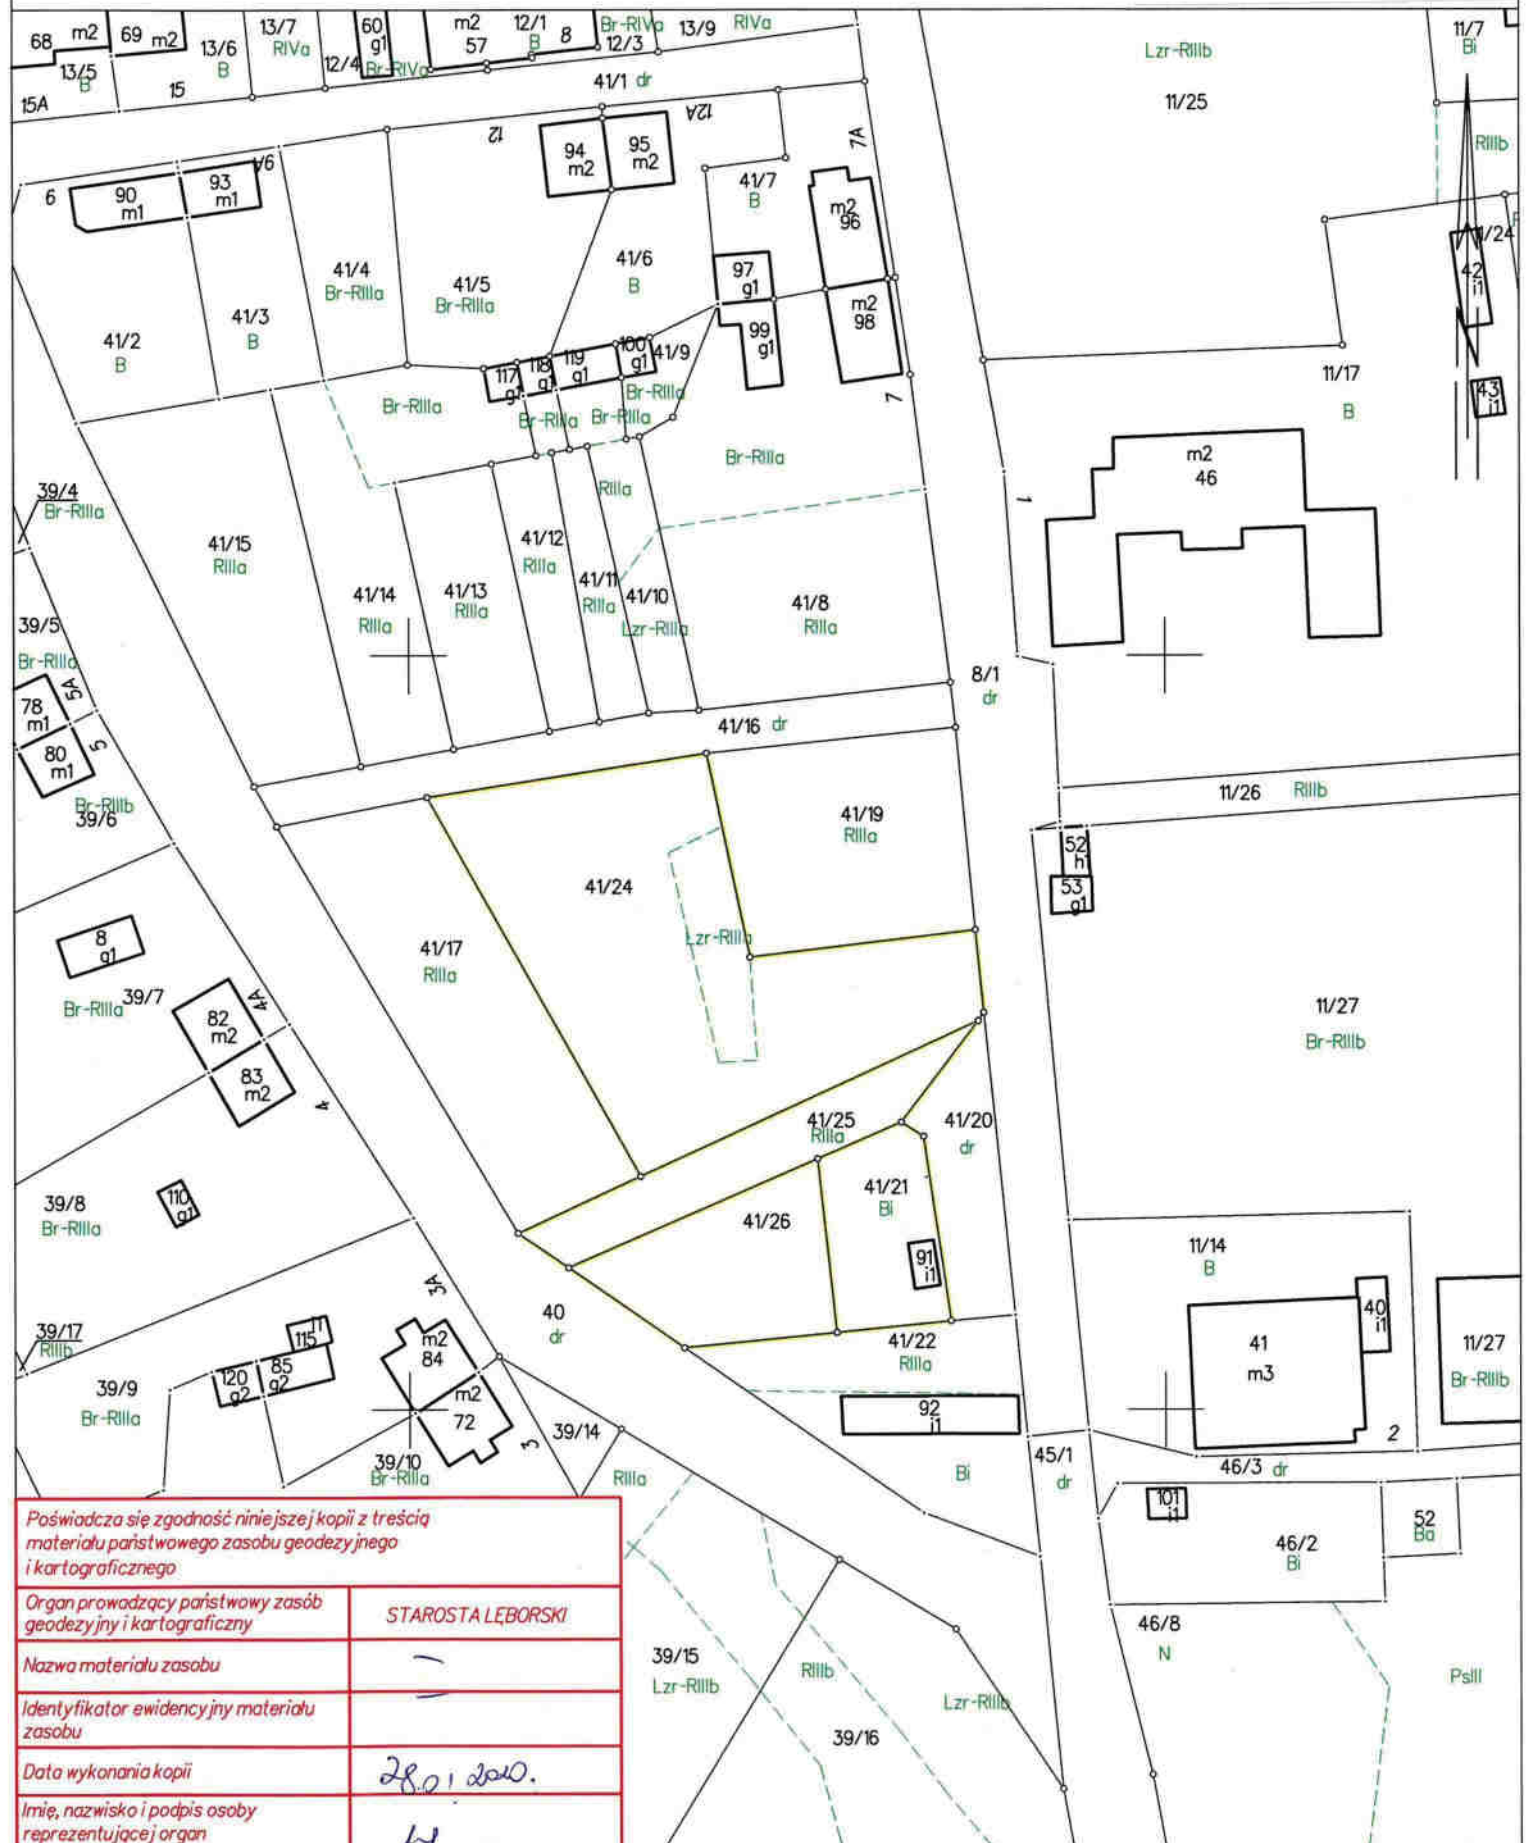 68 m2 69 m2 13/7 60 m2 12/1 8 Br-RIVa 13/9 RIVa 11/7
13/5 B 13/6 B RIVa 12/4 g1 Br-RIVa 57 B 12/3 Lzr-RIIIb Bi
15A 15 41/1 dr 11/25
12 12A 7A RIIIb
94 m2 95 m2
9 90 m1 93 m1 9A 41/7 B m2 96
41/4 Br-RIIIa 41/5 Br-RIIIa 41/6 B 97 g1 42 i1
41/2 B 41/3 B m2 98 99 g1
117 g1 118 g1 119 g1 100 g1 41/9 11/17 B 43 i1
Br-RIIIa Br-RIIIa Br-RIIIa Br-RIIIa 7
Br-RIIIa m2 46
39/4
Br-RIIIa RIIIa 1
41/15 RIIIa 41/12 RIIIa
41/14 RIIIa 41/13 RIIIa 41/11 RIIIa 41/10 Lzr-RIIIa 41/8 RIIIa
39/5
Br-RIIIa
78 m1 5A 8/1 dr
80 m1 5 41/16 dr
Br-RIIIb
39/6 11/26 RIIIb
41/19 RIIIa
52 h
53 g1
41/24
8 g1 41/17 RIIIa Lzr-RIIIa
Br-RIIIa 39/7 4A 11/27 Br-RIIIb
82 m2
83 m2 4
41/25 RIIIa 41/20 dr
39/8 Br-RIIIa 110 g1 41/21 Bi
41/26
91 i1 11/14 B
3A
40 dr 40 i1
39/17 RIIIb 115 i1 m2 84 41/22 RIIIa 41 m3 11/27 Br-RIIIb
39/9 Br-RIIIa 120 g2 85 g2
m2 72 92 i1
3 39/14 2
39/10 Br-RIIIa RIIIa Bi 45/1 dr 46/3 dr
101 i1 52 Ba
46/2 Bi
46/8 N
39/15 Lzr-RIIIb RIIIb Lzr-RIIIb PsIII
39/16
Poświadcza się zgodność niniejszej kopii z treścią
materiału państwowego zasobu geodezyjnego
i kartograficznego
Organ prowadzący państwowy zasób
geodezyjny i kartograficzny
STAROSTA LĘBORSKI
Nazwa materiału zasobu
Identyfikator ewidencyjny materiału
zasobu
Data wykonania kopii
28.01 2020.
Imię, nazwisko i podpis osoby
reprezentującej organ